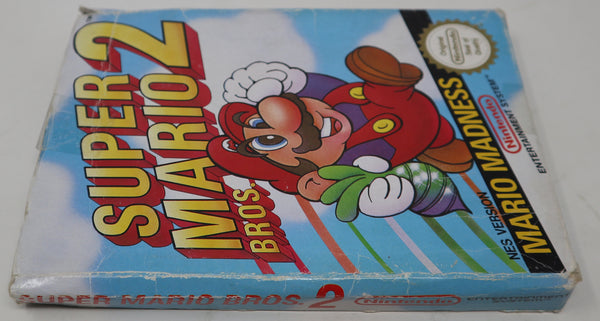 SUPER
MARIO 2
BROS.
Original
Nintendo
Seal of
Quality
NES VERSION
MARIO MADNESS
Nintendo
ENTERTAINMENT SYSTEM
SUPER MARIO BROS. 2
Nintendo
ENTERTAINMENT